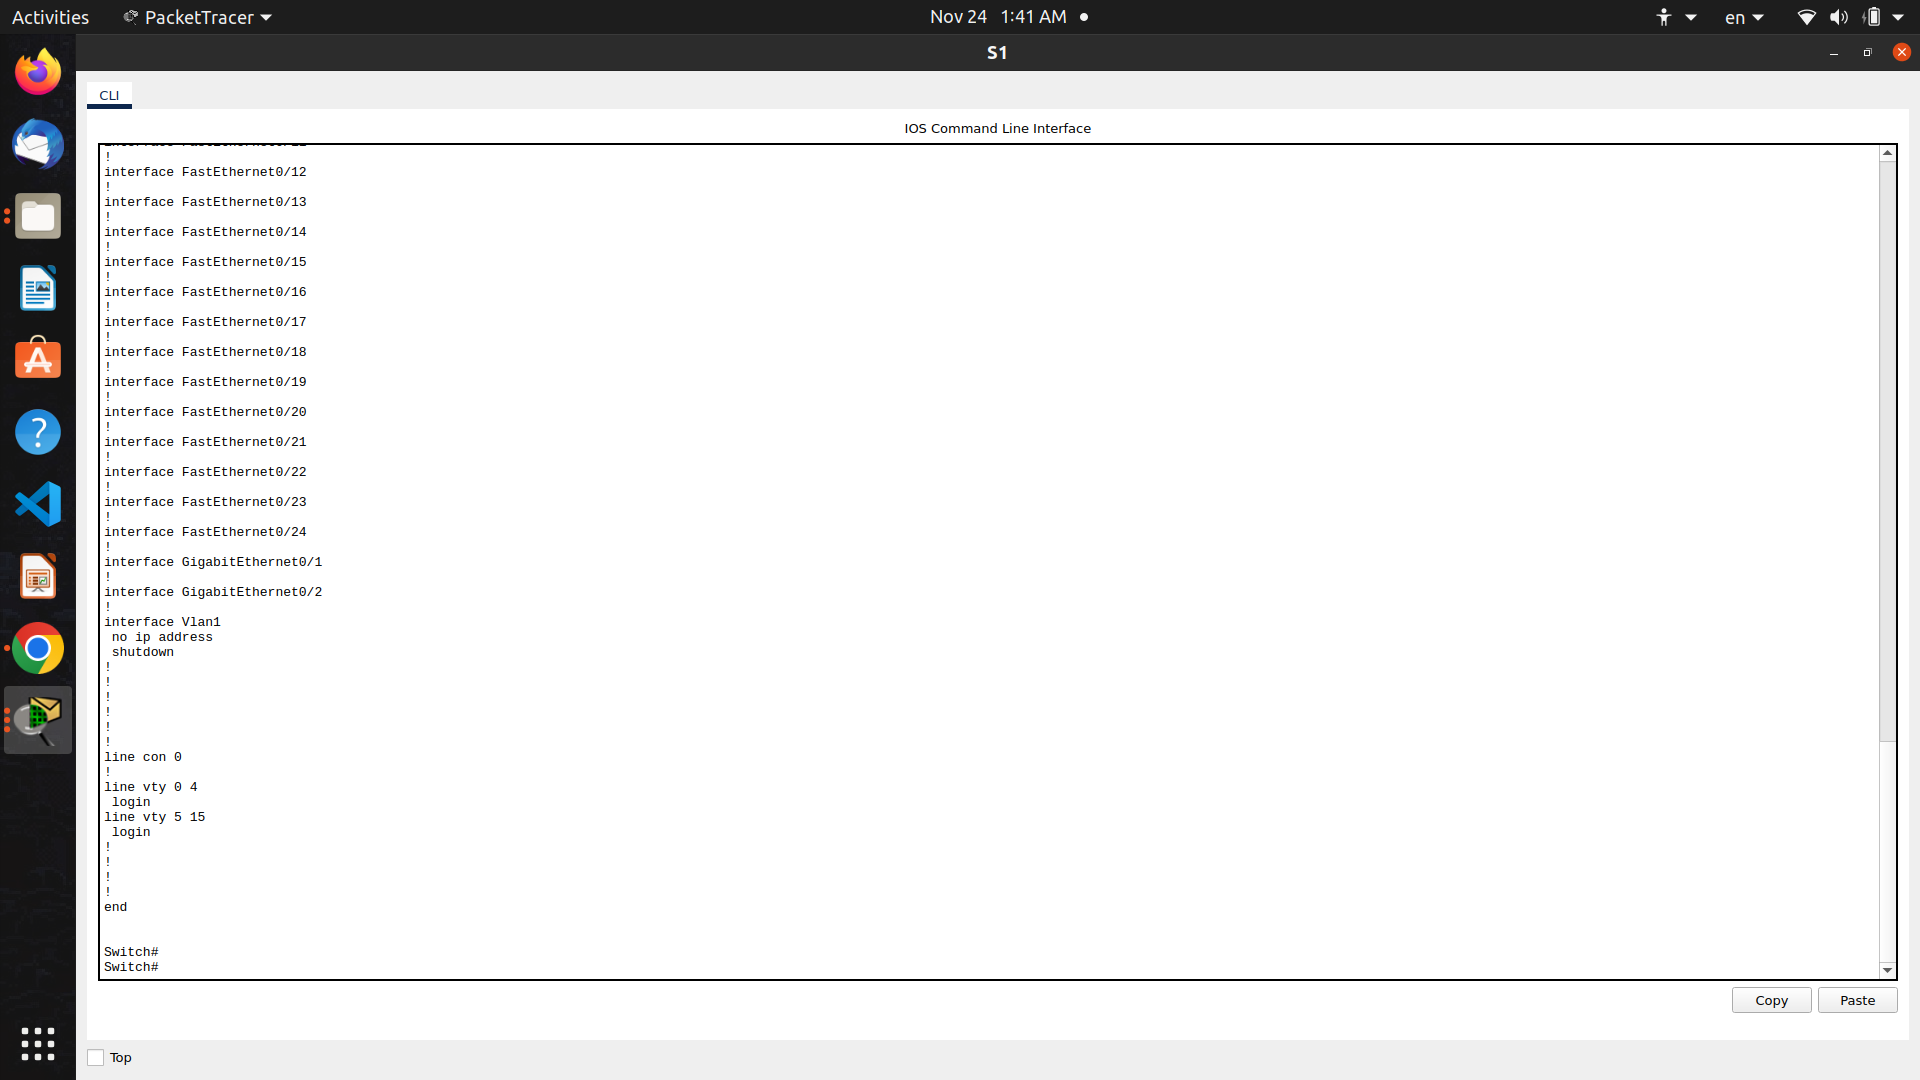 Activities
PacketTracer
Nov 24 1:41 AM
en
S1
CLI
IOS Command Line Interface
!
interface FastEthernet0/12
!
interface FastEthernet0/13
!
interface FastEthernet0/14
!
interface FastEthernet0/15
!
interface FastEthernet0/16
!
interface FastEthernet0/17
!
interface FastEthernet0/18
!
interface FastEthernet0/19
!
interface FastEthernet0/20
!
interface FastEthernet0/21
!
interface FastEthernet0/22
!
interface FastEthernet0/23
!
interface FastEthernet0/24
!
interface GigabitEthernet0/1
!
interface GigabitEthernet0/2
!
interface Vlan1
no ip address
shutdown
!
!
!
!
!
!
line con 0
!
line vty 0 4
login
line vty 5 15
login
!
!
!
!
end
Switch#
Switch#
Copy
Paste
Top